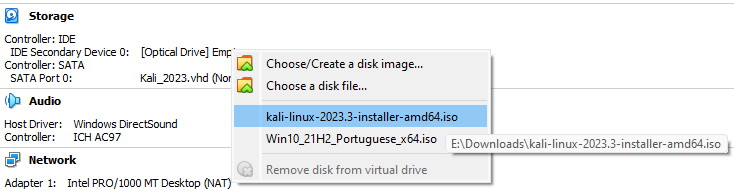 Storage
Controller: IDE
IDE Secondary Device 0: [Optical Drive] Emp
Controller: SATA
SATA Port 0: Kali_2023.vhd (Nor
Choose/Create a disk image...
Choose a disk file...
kali-linux-2023.3-installer-amd64.iso
Win10_21H2_Portuguese_x64.iso
E:\Downloads\kali-linux-2023.3-installer-amd64.iso
Remove disk from virtual drive
Audio
Host Driver: Windows DirectSound
Controller: ICH AC97
Network
Adapter 1: Intel PRO/1000 MT Desktop (NAT)